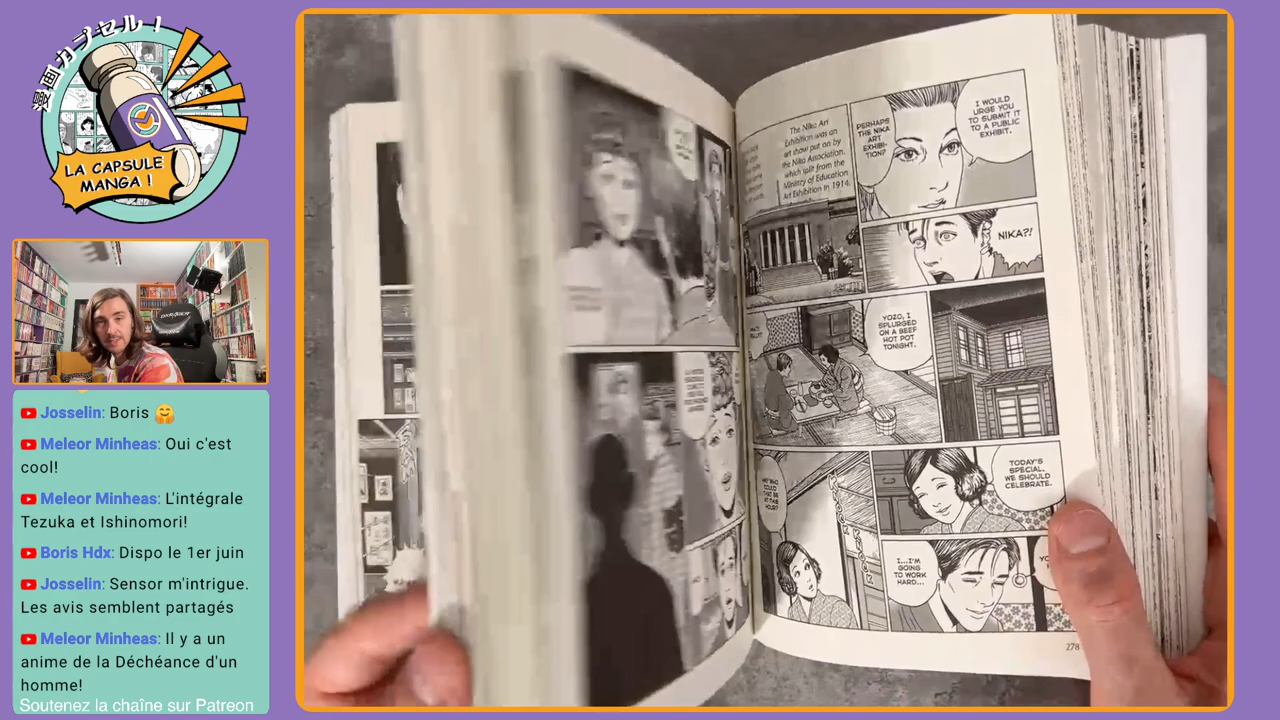 漫画カプセル！
LA CAPSULE
MANGA !
Josselin: Boris 🤗
Meleor Minheas: Oui c'est
cool!
Meleor Minheas: L'intégrale
Tezuka et Ishinomori!
Boris Hdx: Dispo le 1er juin
Josselin: Sensor m'intrigue.
Les avis semblent partagés
Meleor Minheas: Il y a un
anime de la Déchéance d'un
homme!
Soutenez la chaîne sur Patreon
The Nika Art
Exhibition was an
art show put on by
the Nika Association,
which split from the
Ministry of Education
Art Exhibition in 1914.
PERHAPS
THE NIKA
ART
EXHIBI-
TION?
I WOULD
URGE YOU
TO SUBMIT IT
TO A PUBLIC
EXHIBIT.
NIKA?!
YOZO, I
SPLURGED
ON A BEEF
HOT POT
TONIGHT.
TODAY'S
SPECIAL.
WE SHOULD
CELEBRATE.
KNOCK KNOCK
I...I'M
GOING
TO WORK
HARD...
278